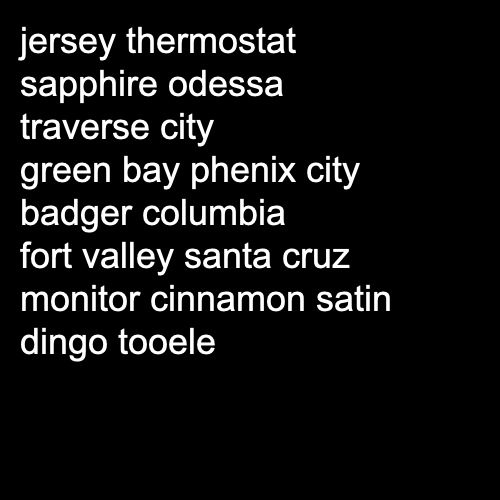 jersey thermostat
sapphire odessa
traverse city
green bay phenix city
badger columbia
fort valley santa cruz
monitor cinnamon satin
dingo tooele